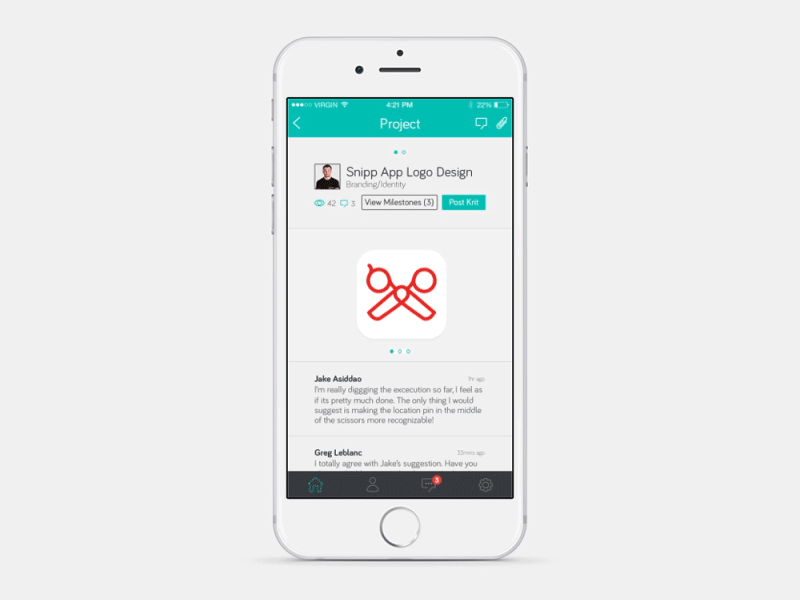 VIRGIN 4:21 PM 22%
Project
Snipp App Logo Design
Branding/Identity
42 3 View Milestones (3) Post Krit
Jake Asiddao 1hr ago
I'm really diggging the excecution so far, I feel as
if its pretty much done. The only thing I would
suggest is making the location pin in the middle
of the scissors more recognizable!
Greg Leblanc 33mins ago
I totally agree with Jake's suggestion. Have you
3